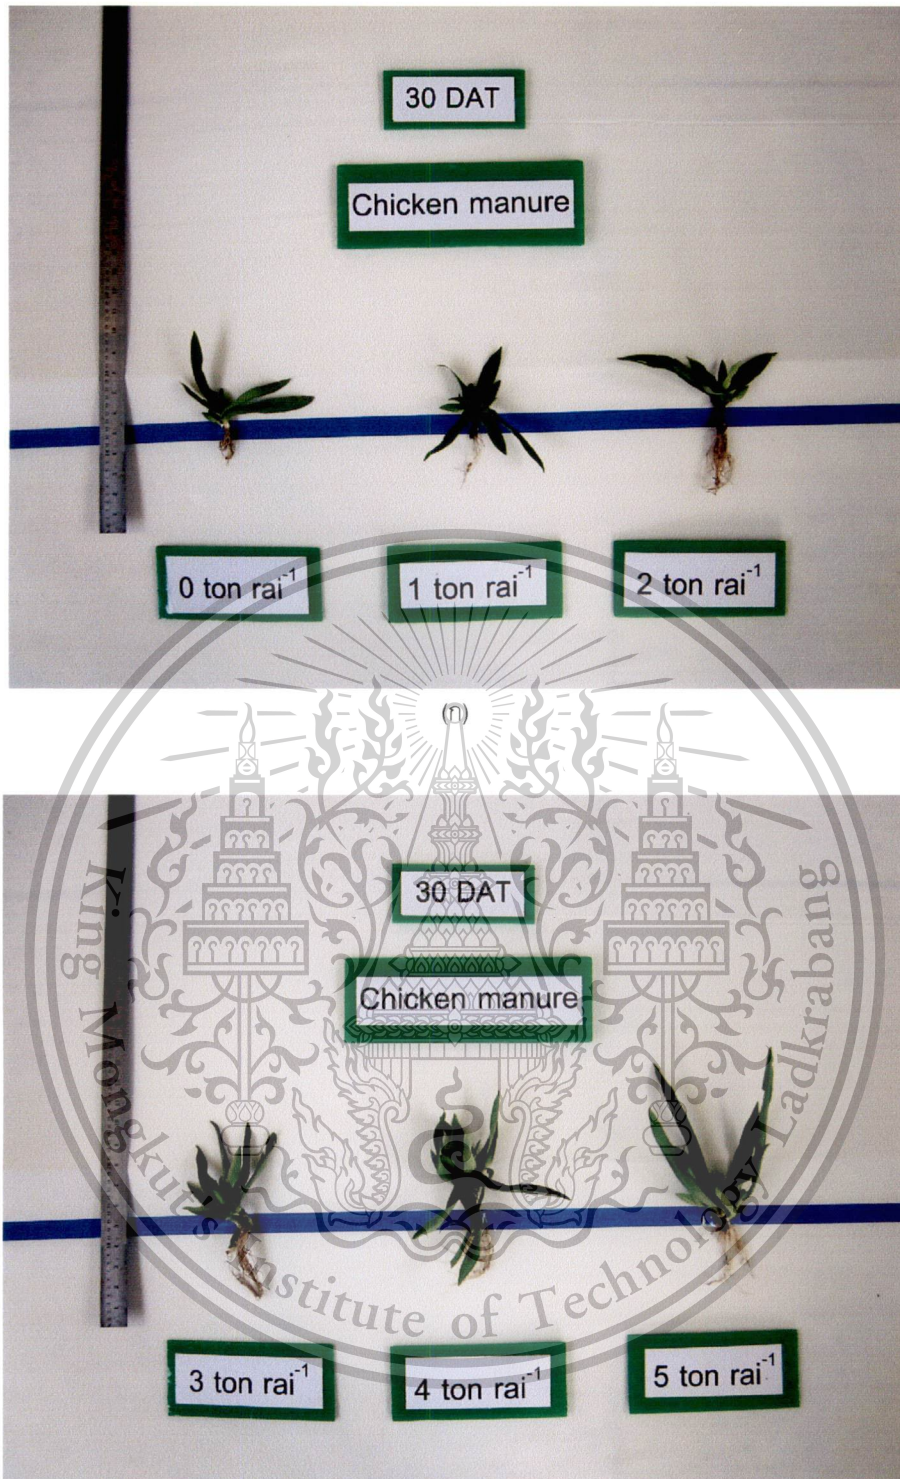 30 DAT
Chicken manure
0 ton rai⁻¹ 1 ton rai⁻¹ 2 ton rai⁻¹
(ก)
30 DAT
Chicken manure
3 ton rai⁻¹ 4 ton rai⁻¹ 5 ton rai⁻¹
King Mongkut's Institute of Technology Ladkrabang